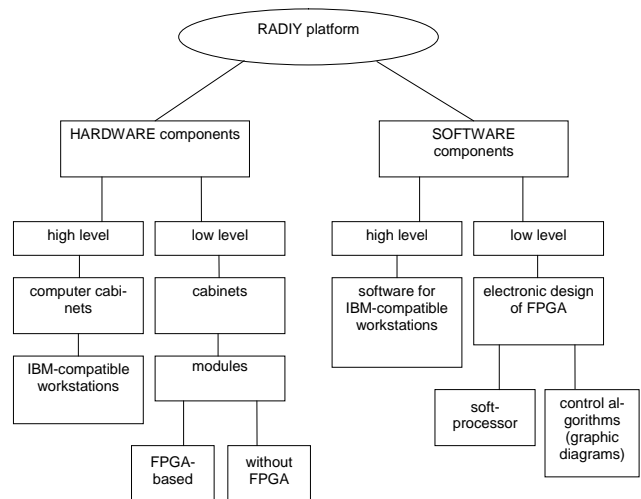 RADIY platform
HARDWARE components
SOFTWARE
components
high level
low level
high level
low level
computer cabi-
nets
cabinets
software for
IBM-compatible
workstations
electronic design
of FPGA
IBM-compatible
workstations
modules
soft-
processor
control al-
gorithms
(graphic
diagrams)
FPGA-
based
without
FPGA